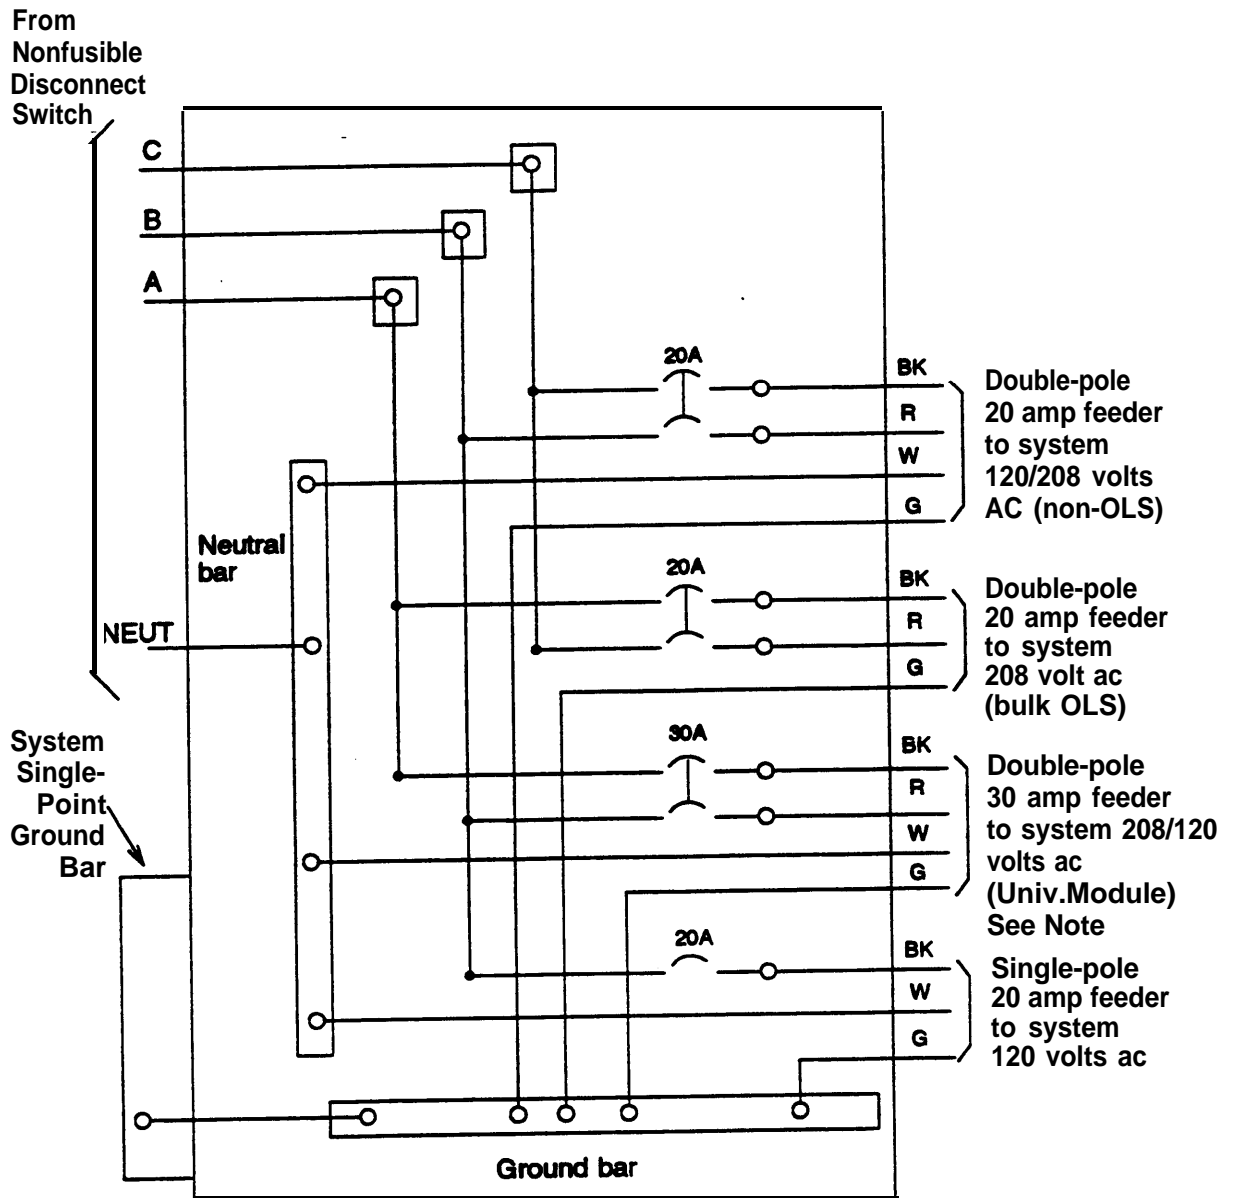 From
Nonfusible
Disconnect
Switch
C
B
A
20A
BK
R
W
G
Double-pole
20 amp feeder
to system
120/208 volts
AC (non-OLS)
Neutral
bar
NEUT
20A
BK
R
G
Double-pole
20 amp feeder
to system
208 volt ac
(bulk OLS)
System
Single-
Point
Ground
Bar
30A
BK
R
W
G
Double-pole
30 amp feeder
to system 208/120
volts ac
(Univ.Module)
See Note
20A
BK
W
G
Single-pole
20 amp feeder
to system
120 volts ac
Ground bar